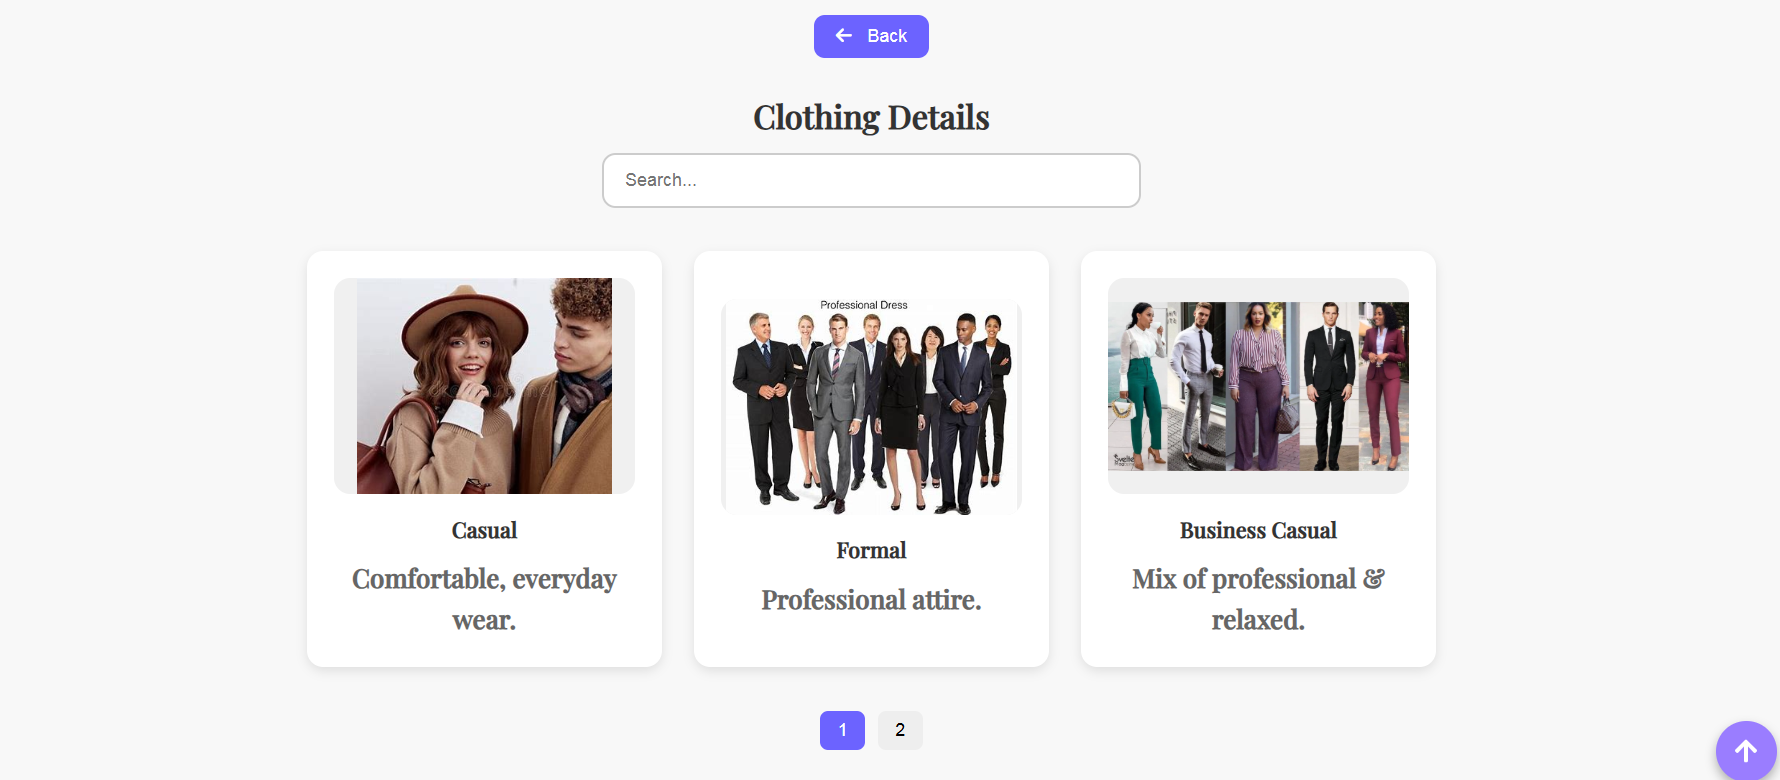 Back
Clothing Details
Search...
Professional Dress
Casual
Comfortable, everyday
wear.
Formal
Professional attire.
Business Casual
Mix of professional &
relaxed.
1 2